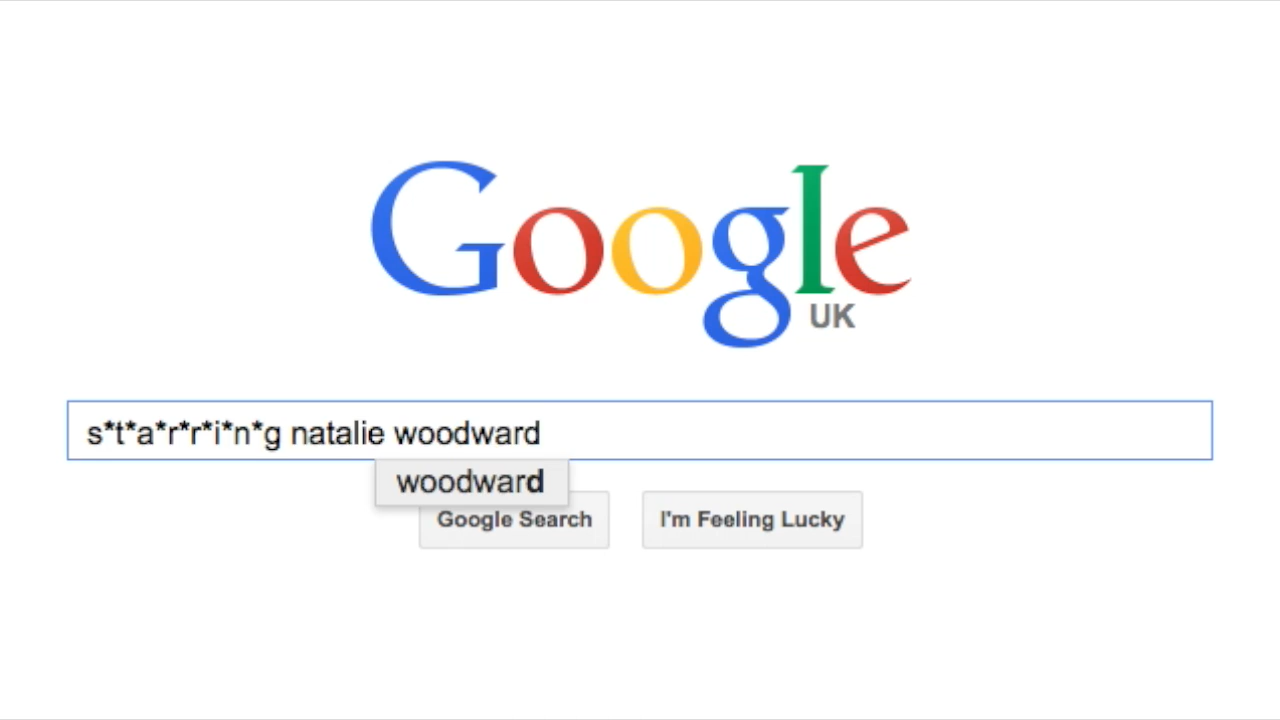 Google
UK
s*t*a*r*r*i*n*g natalie woodward
woodward
Google Search
I'm Feeling Lucky